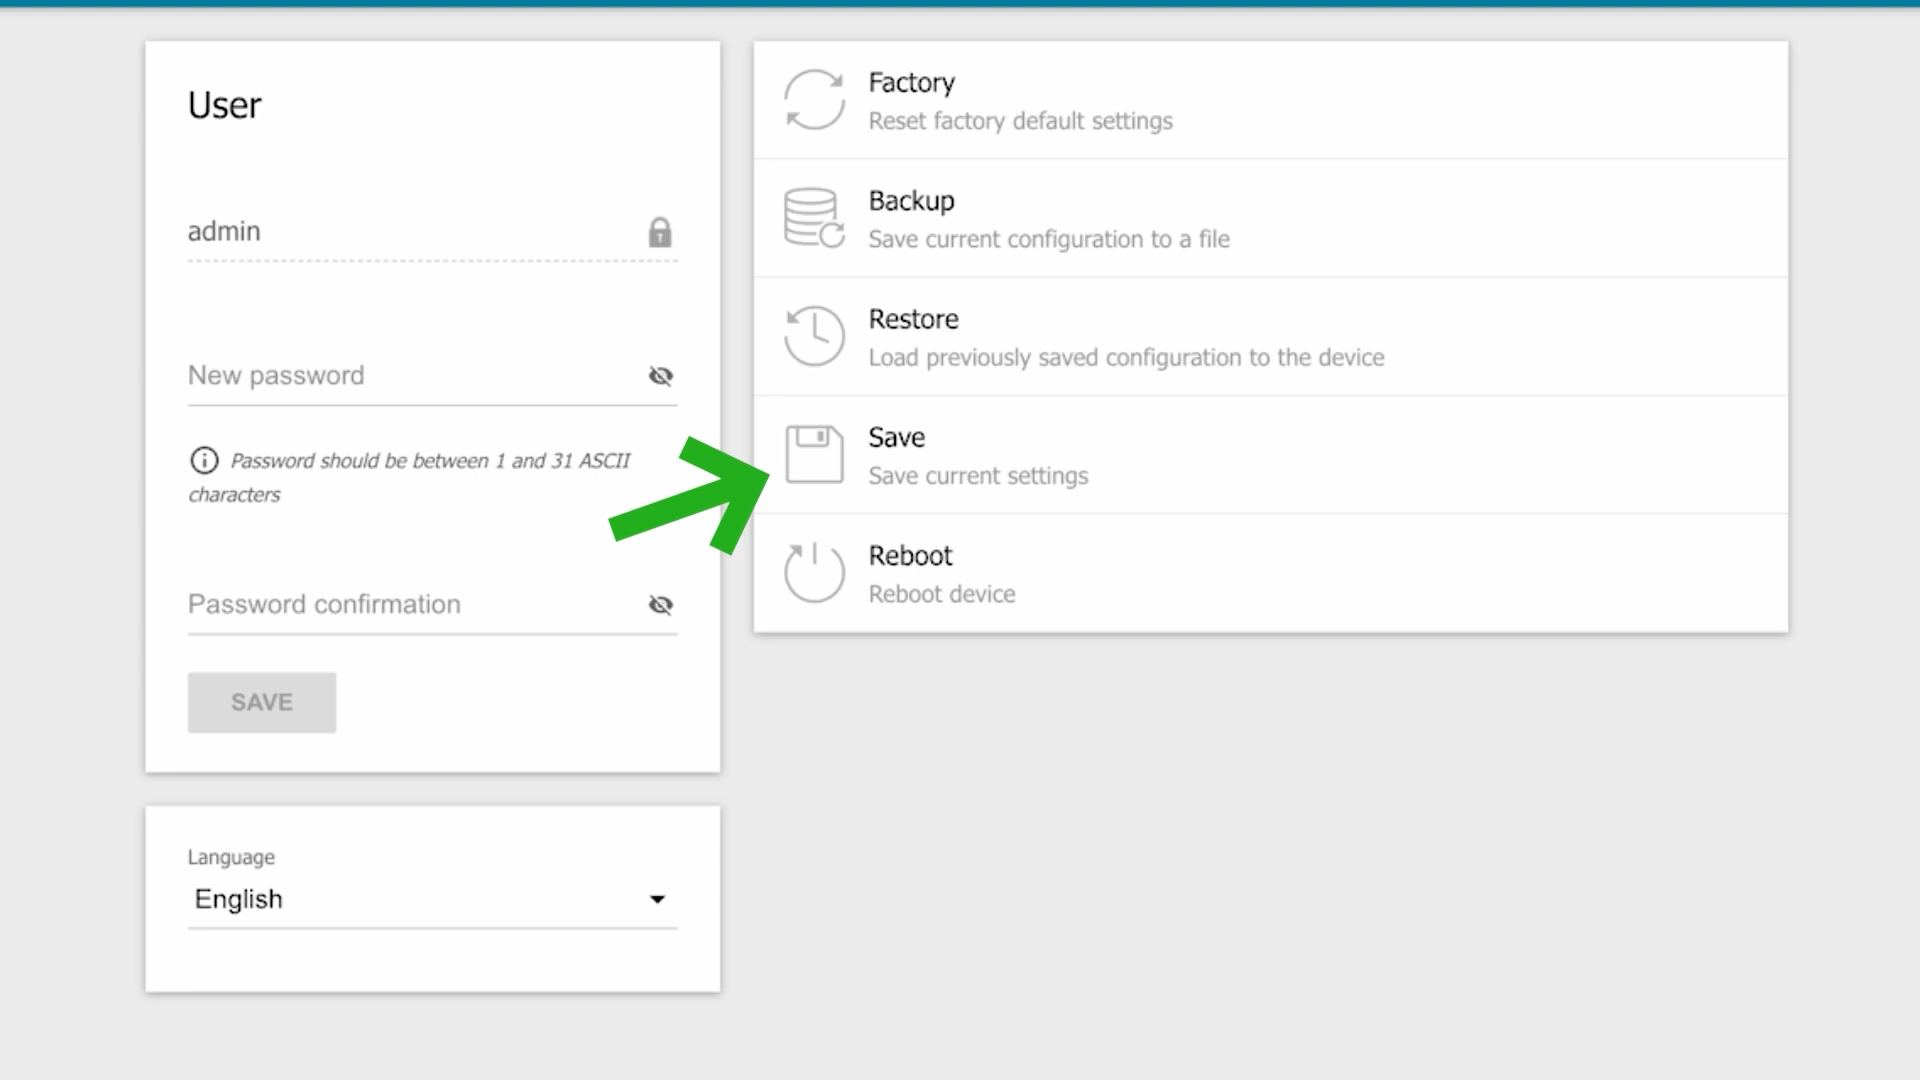 User
admin
New password
Password should be between 1 and 31 ASCII
characters
Password confirmation
SAVE
Language
English
Factory
Reset factory default settings
Backup
Save current configuration to a file
Restore
Load previously saved configuration to the device
Save
Save current settings
Reboot
Reboot device